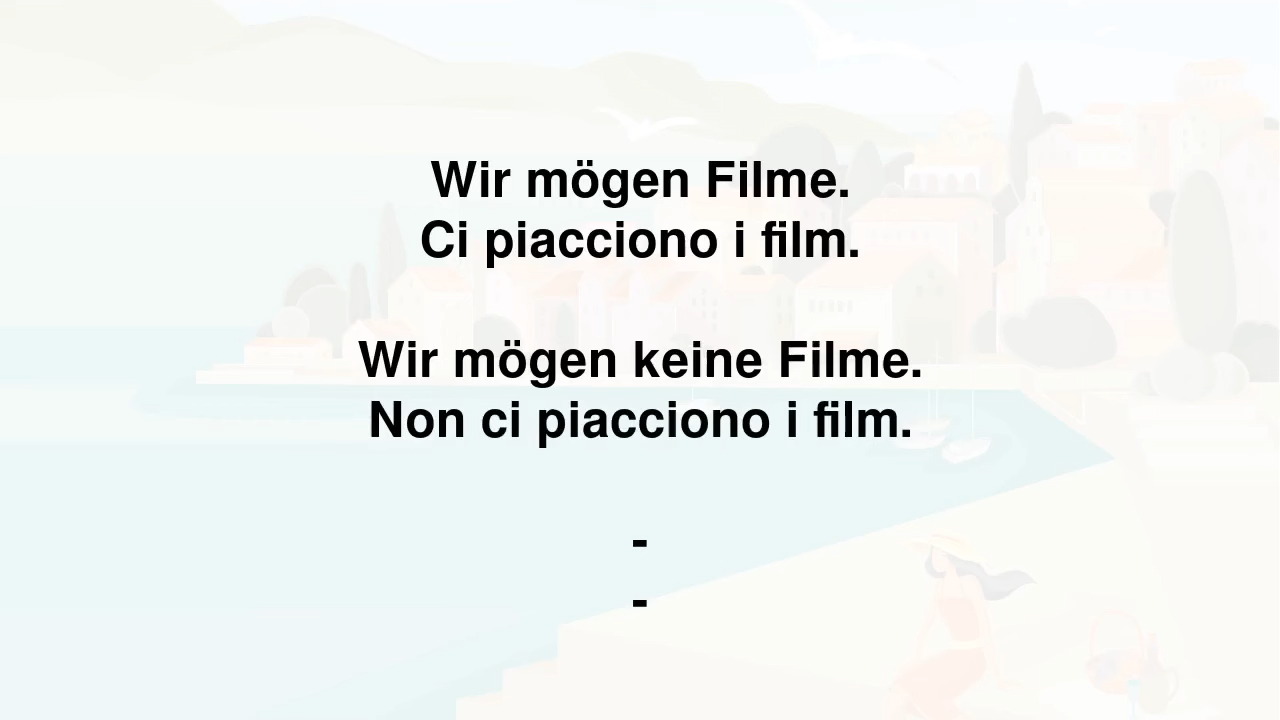 Wir mögen Filme.
Ci piacciono i film.
Wir mögen keine Filme.
Non ci piacciono i film.
-
-